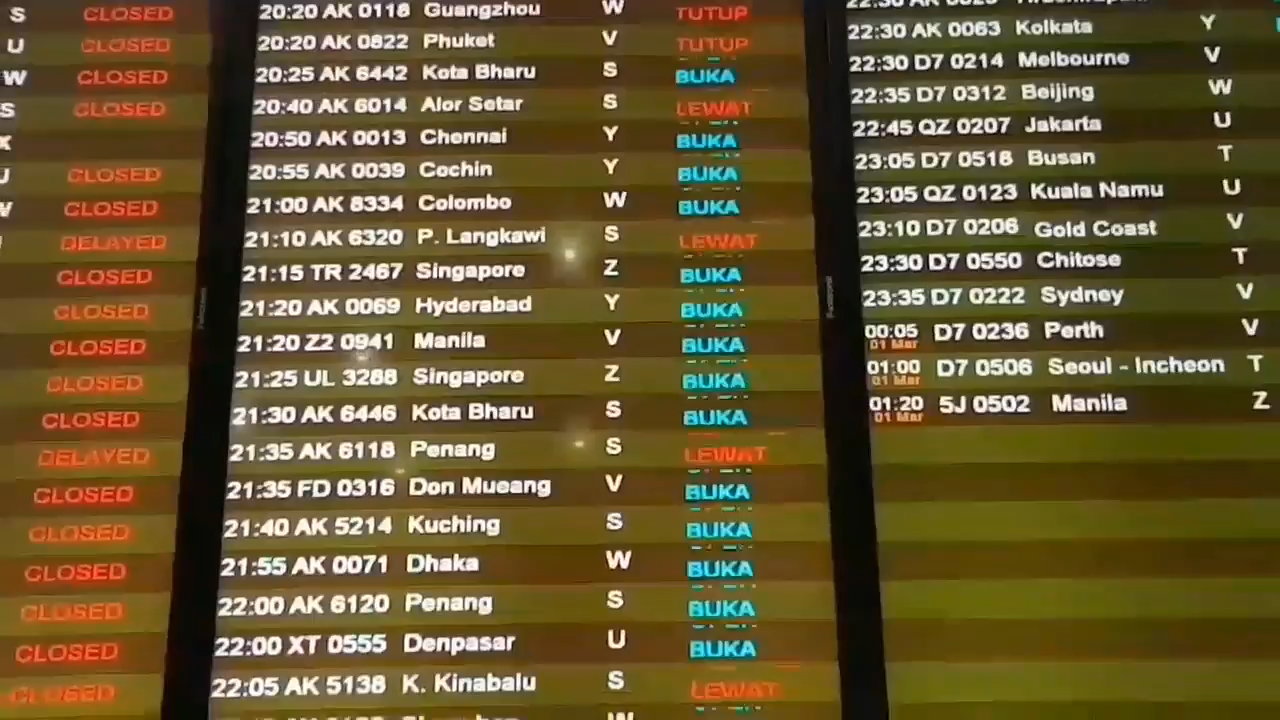 S CLOSED
U CLOSED
W CLOSED
S CLOSED
CLOSED
CLOSED
DELAYED
CLOSED
CLOSED
CLOSED
CLOSED
CLOSED
DELAYED
CLOSED
CLOSED
CLOSED
CLOSED
CLOSED
CLOSED
20:20 AK 0118 Guangzhou W TUTUP
20:20 AK 0822 Phuket V TUTUP
20:25 AK 6442 Kota Bharu S BUKA
20:40 AK 6014 Alor Setar S LEWAT
20:50 AK 0013 Chennai Y BUKA
20:55 AK 0039 Cochin Y BUKA
21:00 AK 8334 Colombo W BUKA
21:10 AK 6320 P. Langkawi S LEWAT
21:15 TR 2467 Singapore Z BUKA
21:20 AK 0069 Hyderabad Y BUKA
21:20 Z2 0941 Manila V BUKA
21:25 UL 3288 Singapore Z BUKA
21:30 AK 6446 Kota Bharu S BUKA
21:35 AK 6118 Penang S LEWAT
21:35 FD 0316 Don Mueang V BUKA
21:40 AK 5214 Kuching S BUKA
21:55 AK 0071 Dhaka W BUKA
22:00 AK 6120 Penang S BUKA
22:00 XT 0555 Denpasar U BUKA
22:05 AK 5138 K. Kinabalu S LEWAT
22:30 AK 0063 Kolkata Y
22:30 D7 0214 Melbourne V
22:35 D7 0312 Beijing W
22:45 QZ 0207 Jakarta U
23:05 D7 0518 Busan T
23:05 QZ 0123 Kuala Namu U
23:10 D7 0206 Gold Coast V
23:30 D7 0550 Chitose T
23:35 D7 0222 Sydney V
00:05 D7 0236 Perth V
01 Mar
01:00 D7 0506 Seoul - Incheon T
01 Mar
01:20 5J 0502 Manila Z
01 Mar